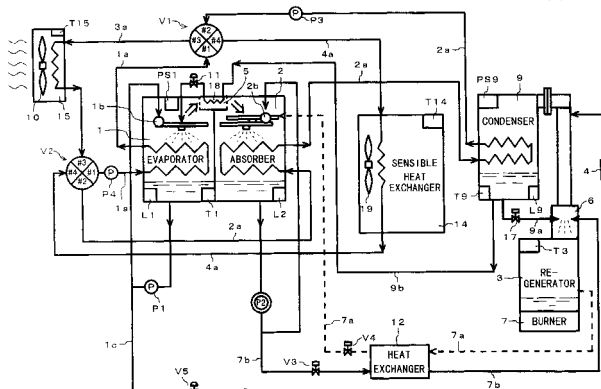 T15
3a
V1
#2
#3
#4
#1
P
P3
4a
2a
1a
PS1
11
18
5
2b
2
2a
PS9
9
10
15
1b
1
EVAPORATOR
ABSORBER
T14
SENSIBLE
HEAT
EXCHANGER
19
14
CONDENSER
4
V2
#3
#4
#1
#2
P
P4
1a
L1
T1
L2
2a
4a
T9
L9
17
9a
6
9b
3
T3
RE-
GENERATOR
7
BURNER
P
P1
P2
7a
V4
12
7a
1c
7b
V3
HEAT
EXCHANGER
7b
V5